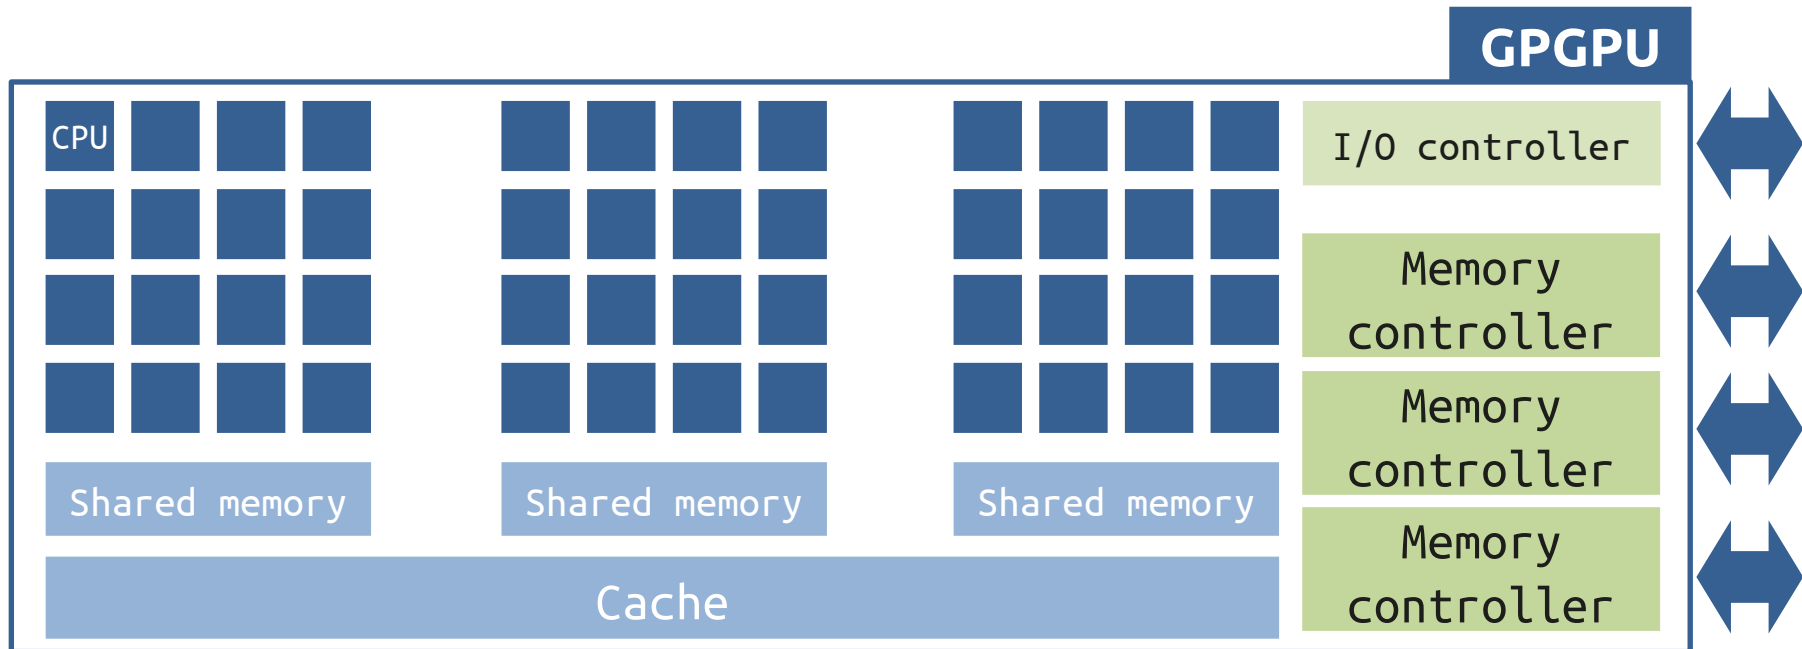 GPGPU
CPU
I/O controller
Memory
controller
Memory
controller
Shared memory
Shared memory
Shared memory
Memory
controller
Cache